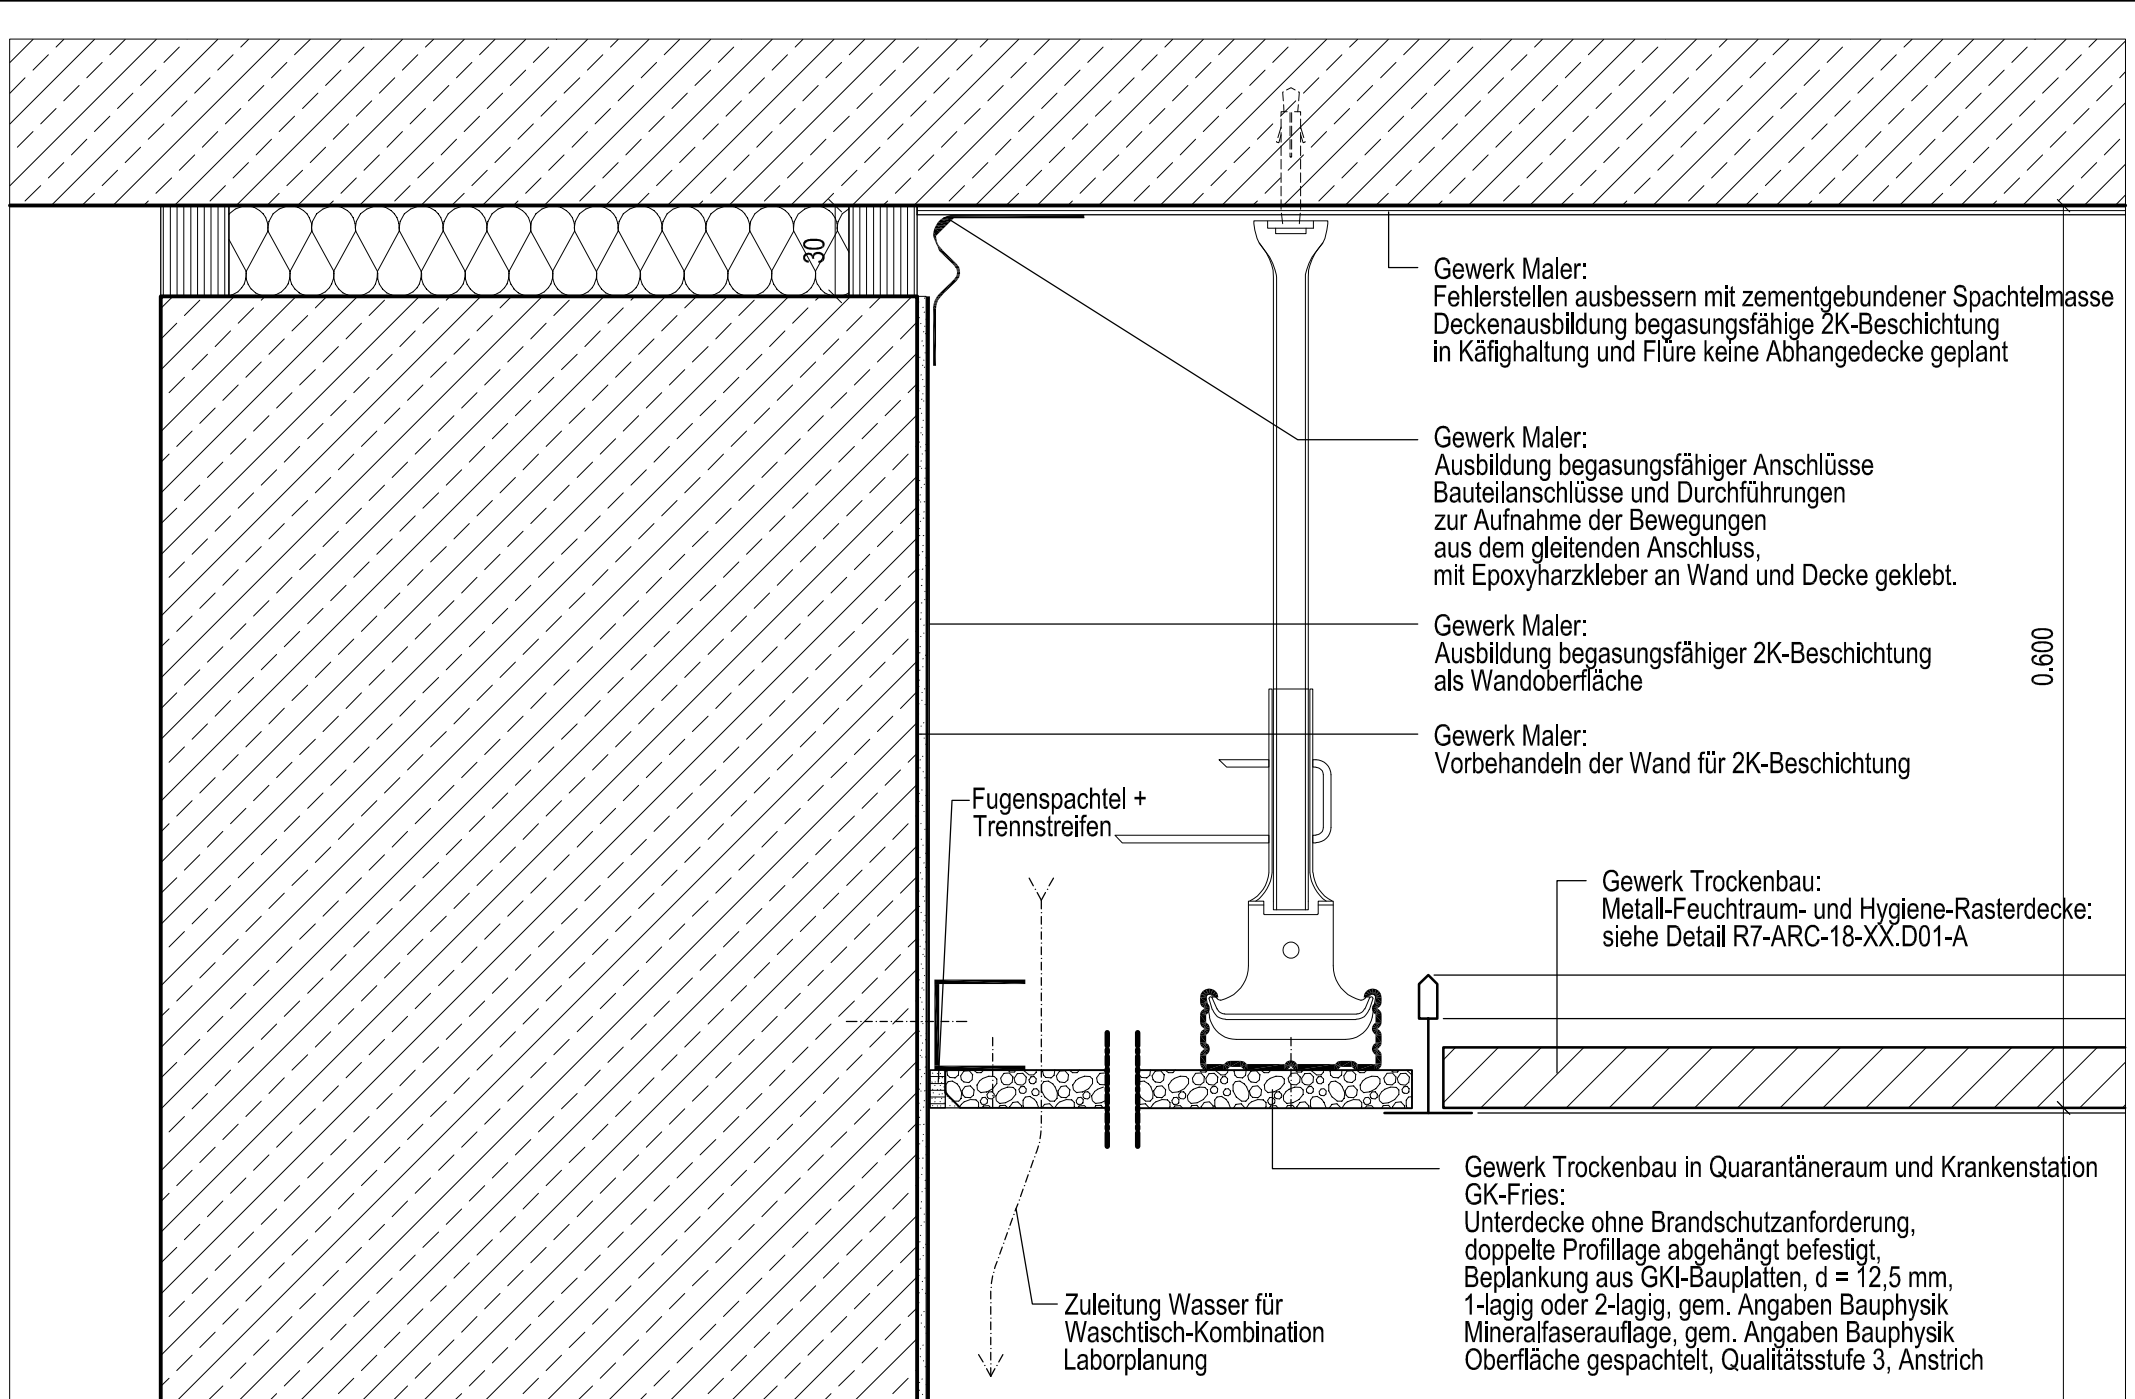 30
Gewerk Maler:
Fehlerstellen ausbessern mit zementgebundener Spachtelmasse
Deckenausbildung begasungsfähige 2K-Beschichtung
in Käfighaltung und Flüre keine Abhangedecke geplant
Gewerk Maler:
Ausbildung begasungsfähiger Anschlüsse
Bauteilanschlüsse und Durchführungen
zur Aufnahme der Bewegungen
aus dem gleitenden Anschluss,
mit Epoxyharzkleber an Wand und Decke geklebt.
Gewerk Maler:
Ausbildung begasungsfähiger 2K-Beschichtung
als Wandoberfläche
0.600
Gewerk Maler:
Vorbehandeln der Wand für 2K-Beschichtung
Fugenspachtel +
Trennstreifen
Gewerk Trockenbau:
Metall-Feuchtraum- und Hygiene-Rasterdecke:
siehe Detail R7-ARC-18-XX.D01-A
Gewerk Trockenbau in Quarantäneraum und Krankenstation
GK-Fries:
Unterdecke ohne Brandschutzanforderung,
doppelte Profillage abgehängt befestigt,
Beplankung aus GKI-Bauplatten, d = 12,5 mm,
1-lagig oder 2-lagig, gem. Angaben Bauphysik
Mineralfaserauflage, gem. Angaben Bauphysik
Oberfläche gespachtelt, Qualitätsstufe 3, Anstrich
Zuleitung Wasser für
Waschtisch-Kombination
Laborplanung